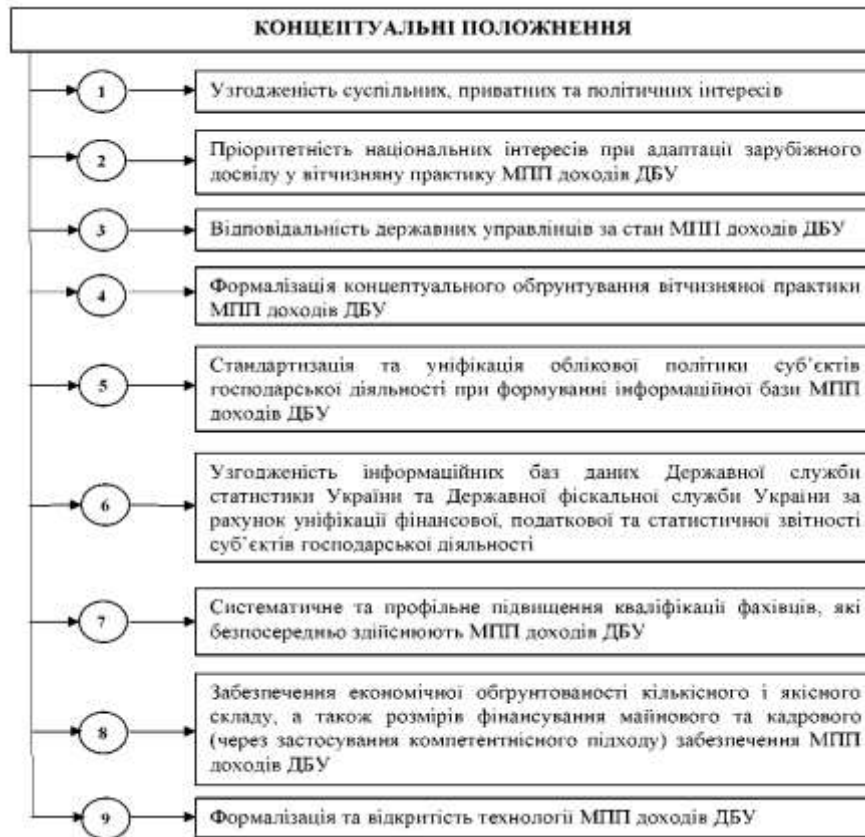 КОНЦЕПТУАЛЬНІ ПОЛОЖНЕННЯ
1
Узгодженість суспільних, приватних та політичних інтересів
2
Пріоритетність національних інтересів при адаптації зарубіжного
досвіду у вітчизняну практику МПП доходів ДБУ
3
Відповідальність державних управлінців за стан МПП доходів ДБУ
4
Формалізація концептуального обґрунтування вітчизняної практики
МПП доходів ДБУ
5
Стандартизація та уніфікація облікової політики суб’єктів
господарської діяльності при формуванні інформаційної бази МПП
доходів ДБУ
6
Узгодженість інформаційних баз даних Державної служби
статистики України та Державної фіскальної служби України за
рахунок уніфікації фінансової, податкової та статистичної звітності
суб’єктів господарської діяльності
7
Систематичне та профільне підвищення кваліфікації фахівців, які
безпосередньо здійснюють МПП доходів ДБУ
8
Забезпечення економічної обґрунтованості кількісного і якісного
складу, а також розмірів фінансування майнового та кадрового
(через застосування компетентнісного підходу) забезпечення МПП
доходів ДБУ
9
Формалізація та відкритість технології МПП доходів ДБУ